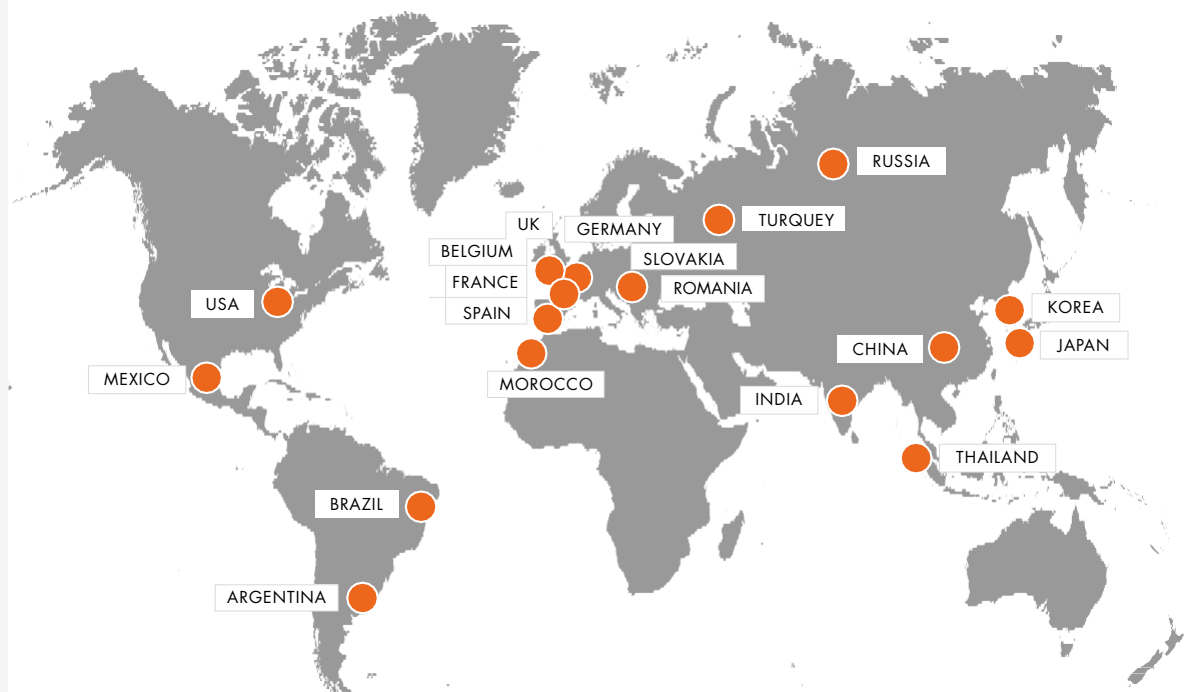 RUSSIA
TURQUEY
UK
GERMANY
BELGIUM
SLOVAKIA
FRANCE
ROMANIA
USA
SPAIN
KOREA
CHINA
JAPAN
MEXICO
MOROCCO
INDIA
THAILAND
BRAZIL
ARGENTINA